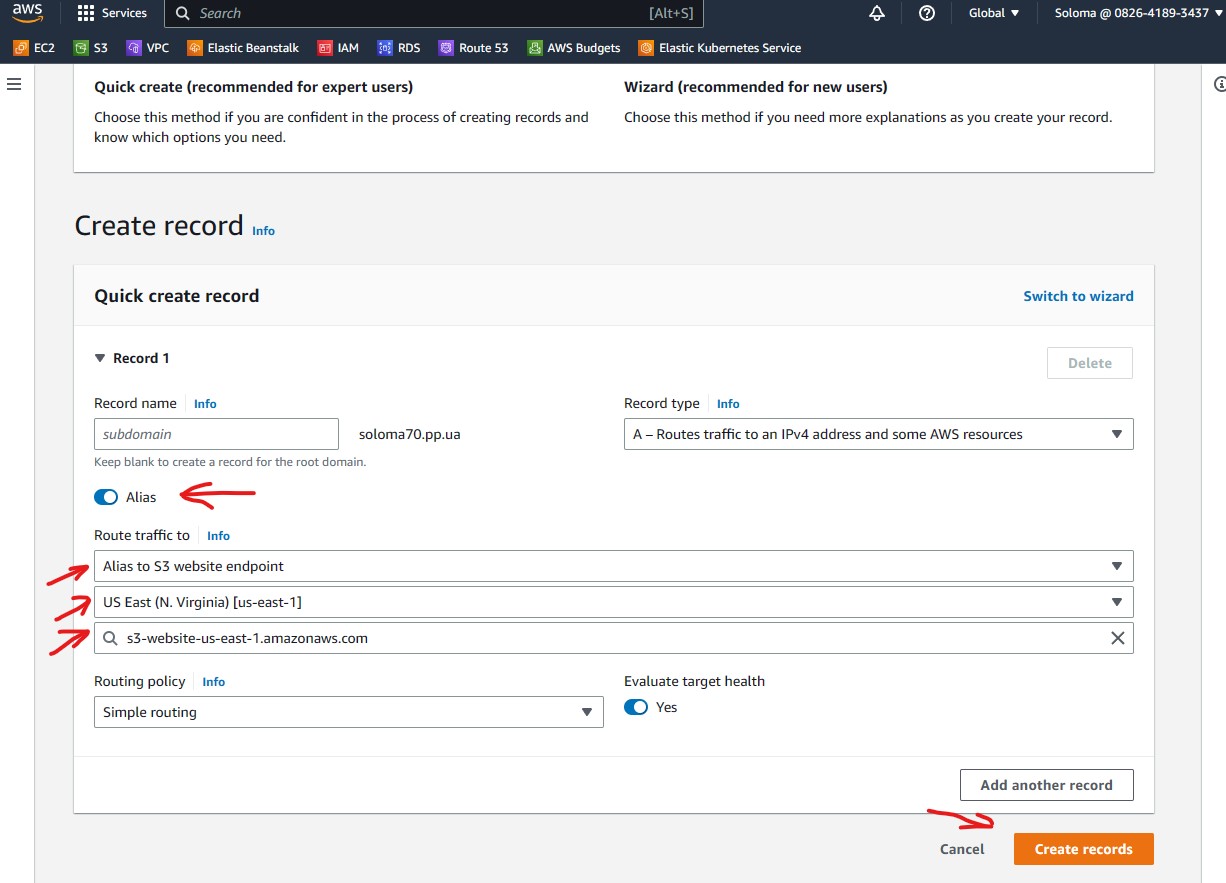 aws
Services
Search
[Alt+S]
Global
Soloma @ 0826-4189-3437
EC2
S3
VPC
Elastic Beanstalk
IAM
RDS
Route 53
AWS Budgets
Elastic Kubernetes Service
Quick create (recommended for expert users)
Choose this method if you are confident in the process of creating records and
know which options you need.
Wizard (recommended for new users)
Choose this method if you need more explanations as you create your record.
Create record
Info
Quick create record
Switch to wizard
Record 1
Delete
Record name
Info
subdomain
soloma70.pp.ua
Keep blank to create a record for the root domain.
Record type
Info
A – Routes traffic to an IPv4 address and some AWS resources
Alias
Route traffic to
Info
Alias to S3 website endpoint
US East (N. Virginia) [us-east-1]
s3-website-us-east-1.amazonaws.com
Routing policy
Info
Simple routing
Evaluate target health
Yes
Add another record
Cancel
Create records